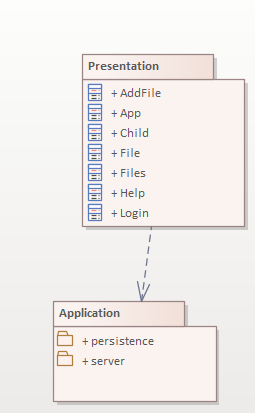 Presentation
+ AddFile
+ App
+ Child
+ File
+ Files
+ Help
+ Login
Application
+ persistence
+ server